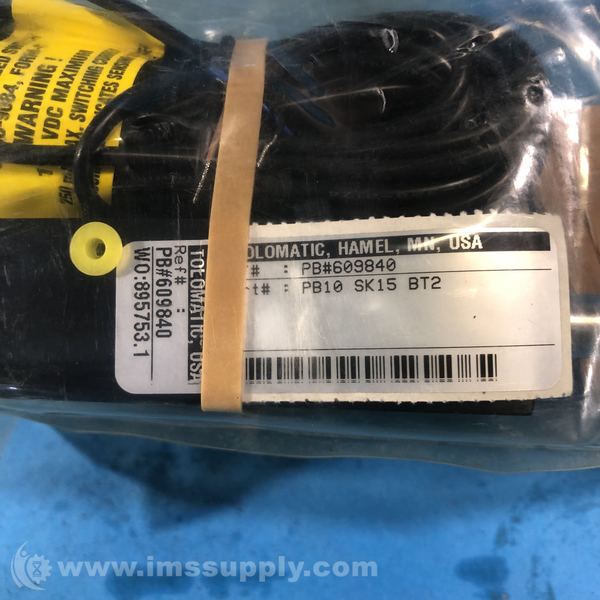 WARNING !
VDC MAXIMUM
TOLOMATIC, HAMEL, MN, USA
: PB#609840
: PB10 SK15 BT2
TOLOMATIC, USA
Ref# :
PB#609840
WO:895753.1
www.imssupply.com